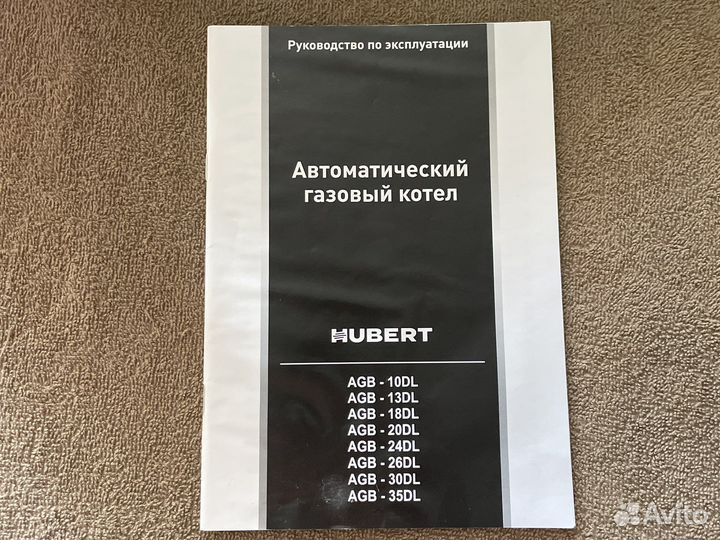 Руководство по эксплуатации
Автоматический
газовый котел
HUBERT
AGB - 10DL
AGB - 13DL
AGB - 18DL
AGB - 20DL
AGB - 24DL
AGB - 26DL
AGB - 30DL
AGB - 35DL
Avito